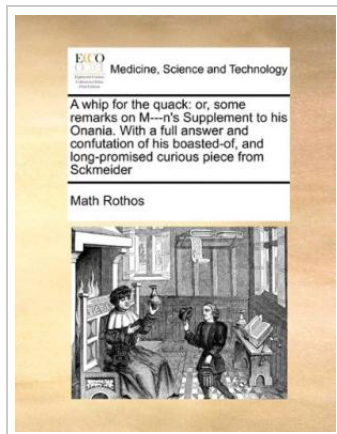 ECCO
Medicine, Science and Technology
A whip for the quack: or, some
remarks on M---n's Supplement to his
Onania. With a full answer and
confutation of his boasted-of, and
long-promised curious piece from
Sckmeider
Math Rothos